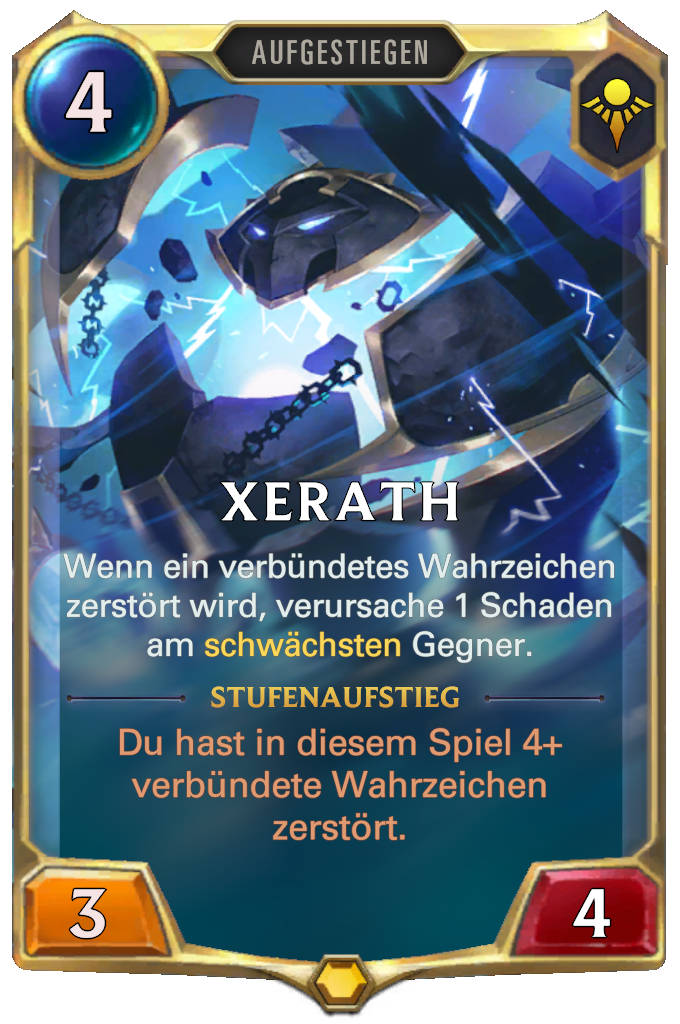 AUFGESTIEGEN
4
XERATH
Wenn ein verbündetes Wahrzeichen
zerstört wird, verursache 1 Schaden
am schwächsten Gegner.
STUFENAUFSTIEG
Du hast in diesem Spiel 4+
verbündete Wahrzeichen
zerstört.
3
4